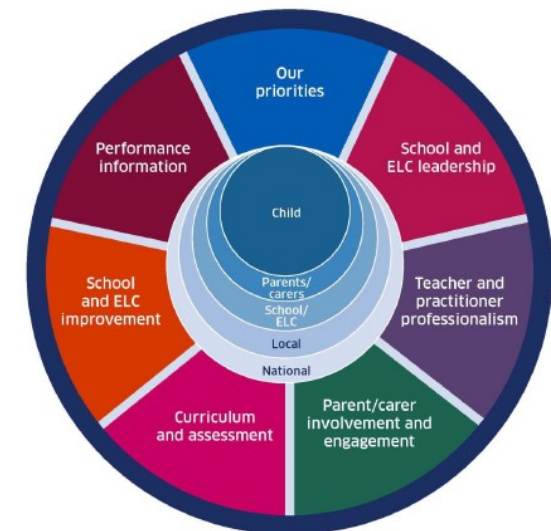 Our
priorities
School and
ELC leadership
Teacher and
practitioner
professionalism
Parent/carer
involvement and
engagement
Curriculum
and assessment
School
and ELC
improvement
Performance
information
Child
Parents/
carers
School/
ELC
Local
National